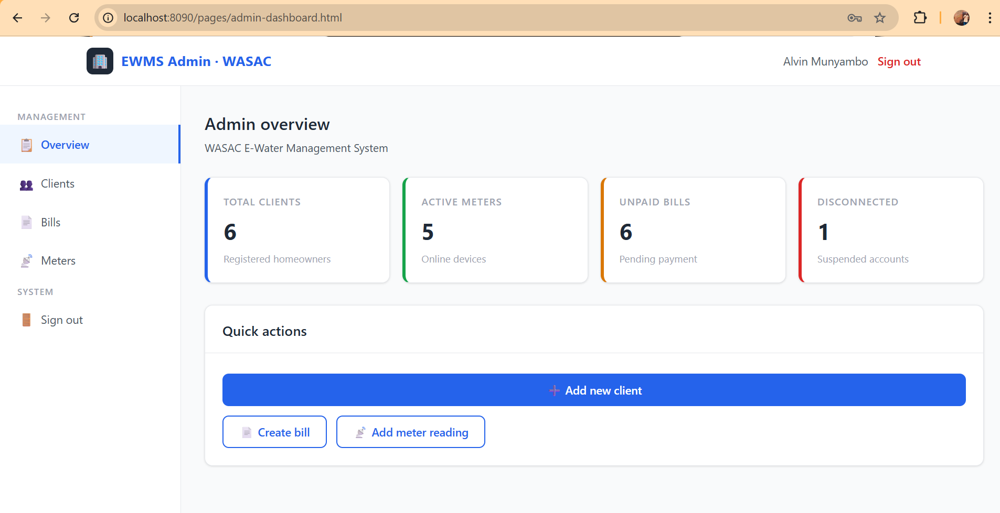 localhost:8090/pages/admin-dashboard.html
EWMS Admin · WASAC
Alvin Munyambo
Sign out
MANAGEMENT
Overview
Clients
Bills
Meters
SYSTEM
Sign out
Admin overview
WASAC E-Water Management System
TOTAL CLIENTS
6
Registered homeowners
ACTIVE METERS
5
Online devices
UNPAID BILLS
6
Pending payment
DISCONNECTED
1
Suspended accounts
Quick actions
Add new client
Create bill
Add meter reading